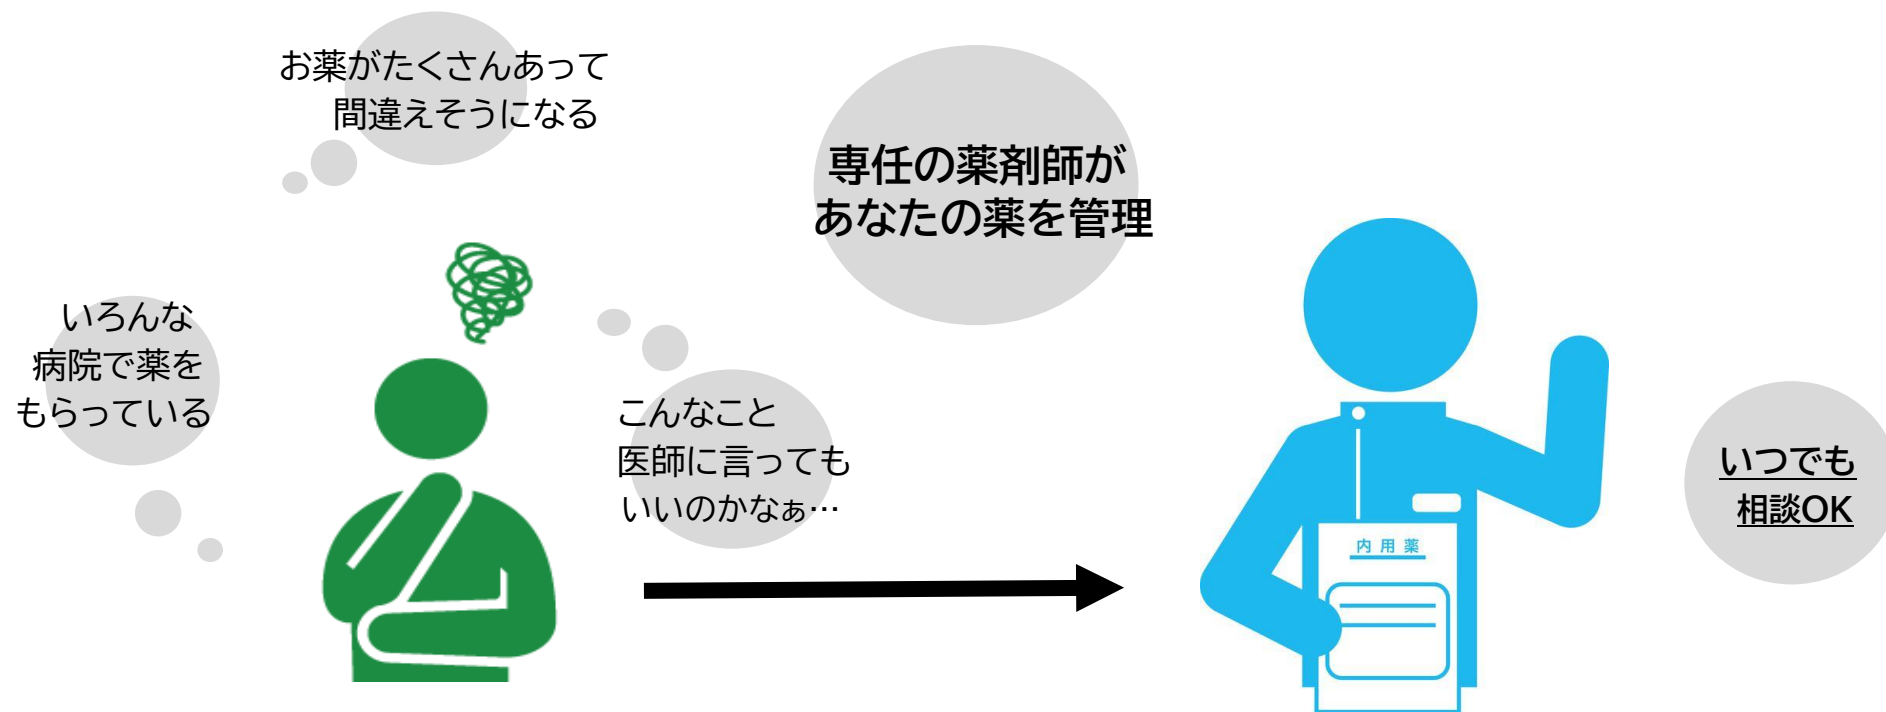 お薬がたくさんあって
間違えそうになる
いろんな
病院で薬を
もらっている
こんなこと
医師に言っても
いいのかなぁ…
専任の薬剤師が
あなたの薬を管理
内用薬
いつでも
相談OK